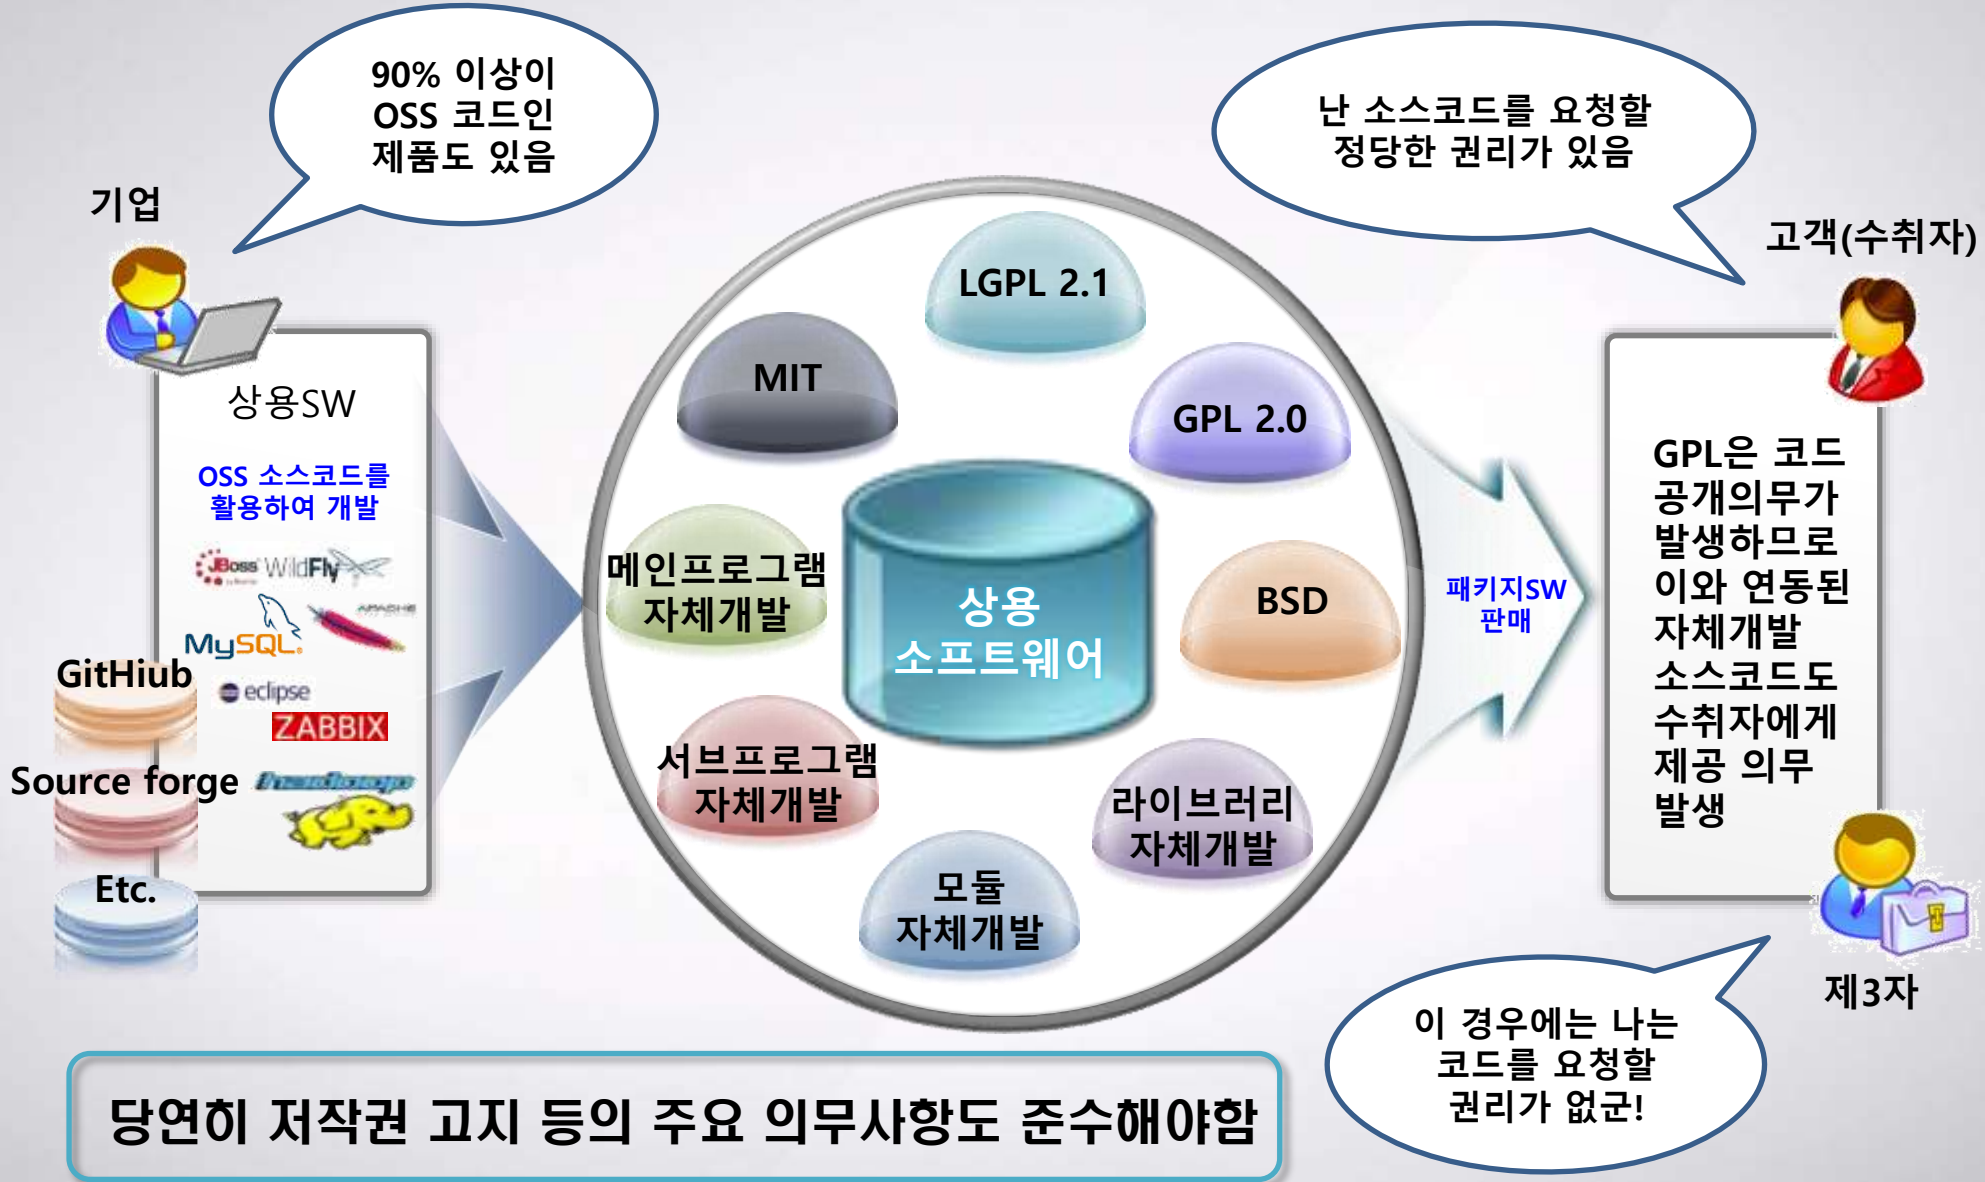 90% 이상이
OSS 코드인
제품도 있음
난 소스코드를 요청할
정당한 권리가 있음
기업
고객(수취자)
상용SW
OSS 소스코드를
활용하여 개발
JBoss WildFly
APACHE
MySQL
GitHiub
eclipse
ZABBIX
Source forge
hadoop
Etc.
LGPL 2.1
MIT
GPL 2.0
메인프로그램
자체개발
상용
소프트웨어
BSD
서브프로그램
자체개발
라이브러리
자체개발
모듈
자체개발
패키지SW
판매
GPL은 코드
공개의무가
발생하므로
이와 연동된
자체개발
소스코드도
수취자에게
제공 의무
발생
제3자
이 경우에는 나는
코드를 요청할
권리가 없군!
당연히 저작권 고지 등의 주요 의무사항도 준수해야함